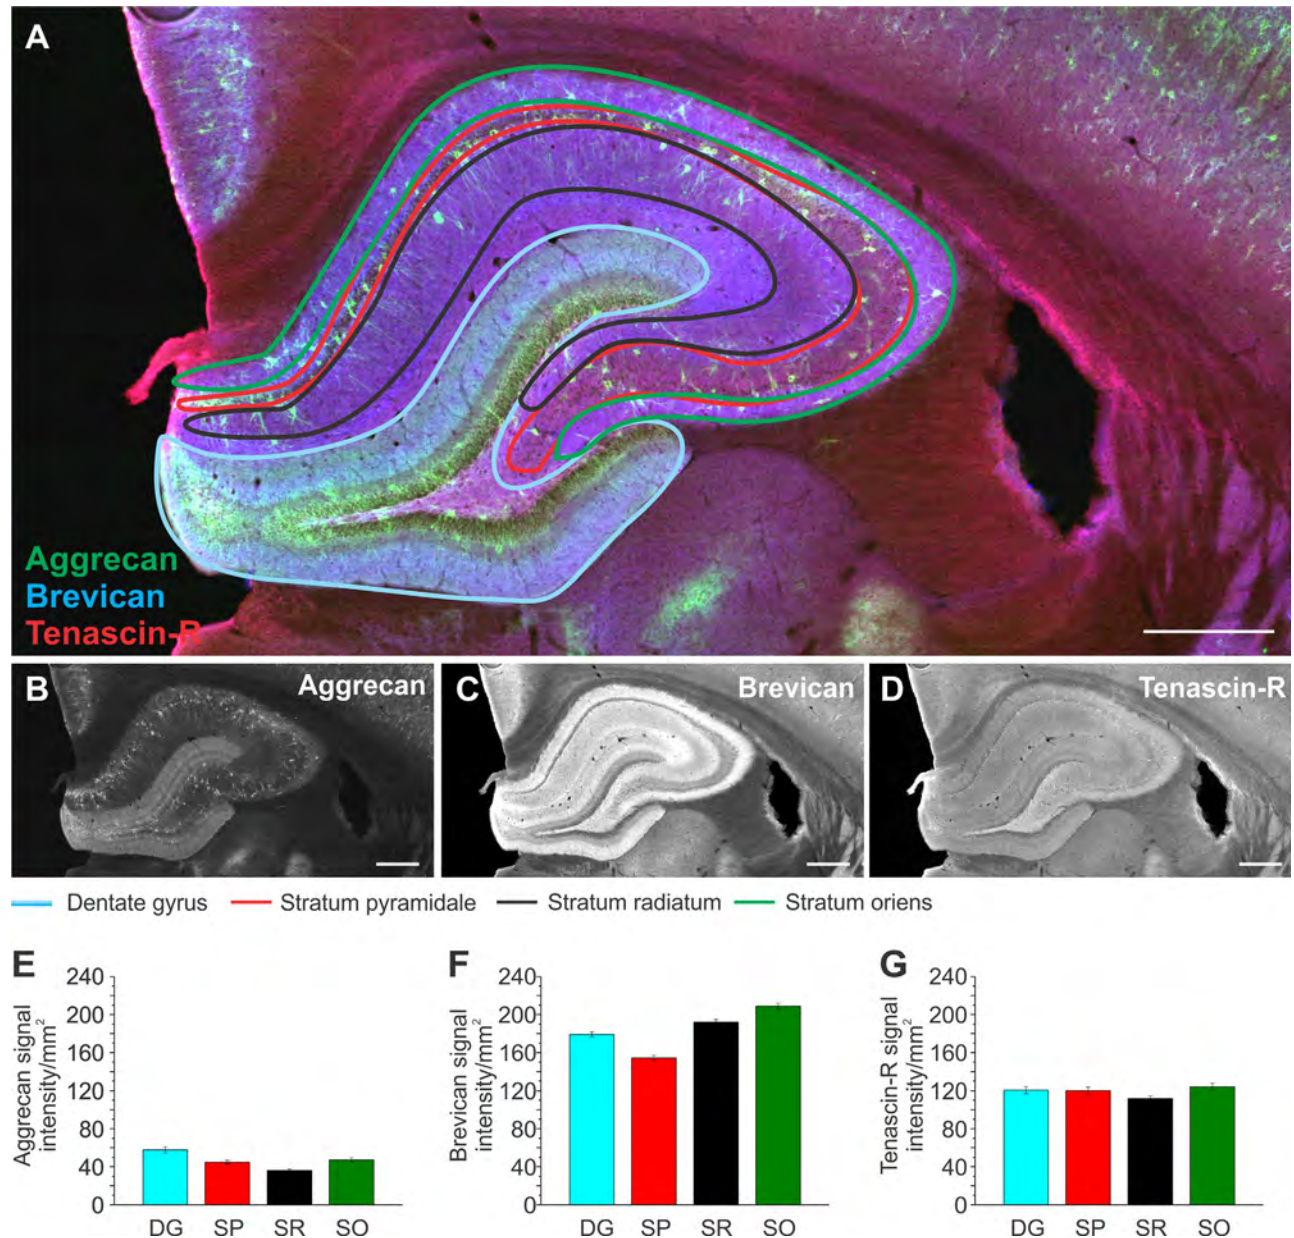 A
Aggrecan
Brevican
Tenascin-R
B
Aggrecan
C
Brevican
D
Tenascin-R
Dentate gyrus
Stratum pyramidale
Stratum radiatum
Stratum oriens
E
Aggrecan signal
intensity/mm²
240
200
160
120
80
40
0
DG SP SR SO
F
Brevican signal
intensity/mm²
240
200
160
120
80
40
0
DG SP SR SO
G
Tenascin-R signal
intensity/mm²
240
200
160
120
80
40
0
DG SP SR SO